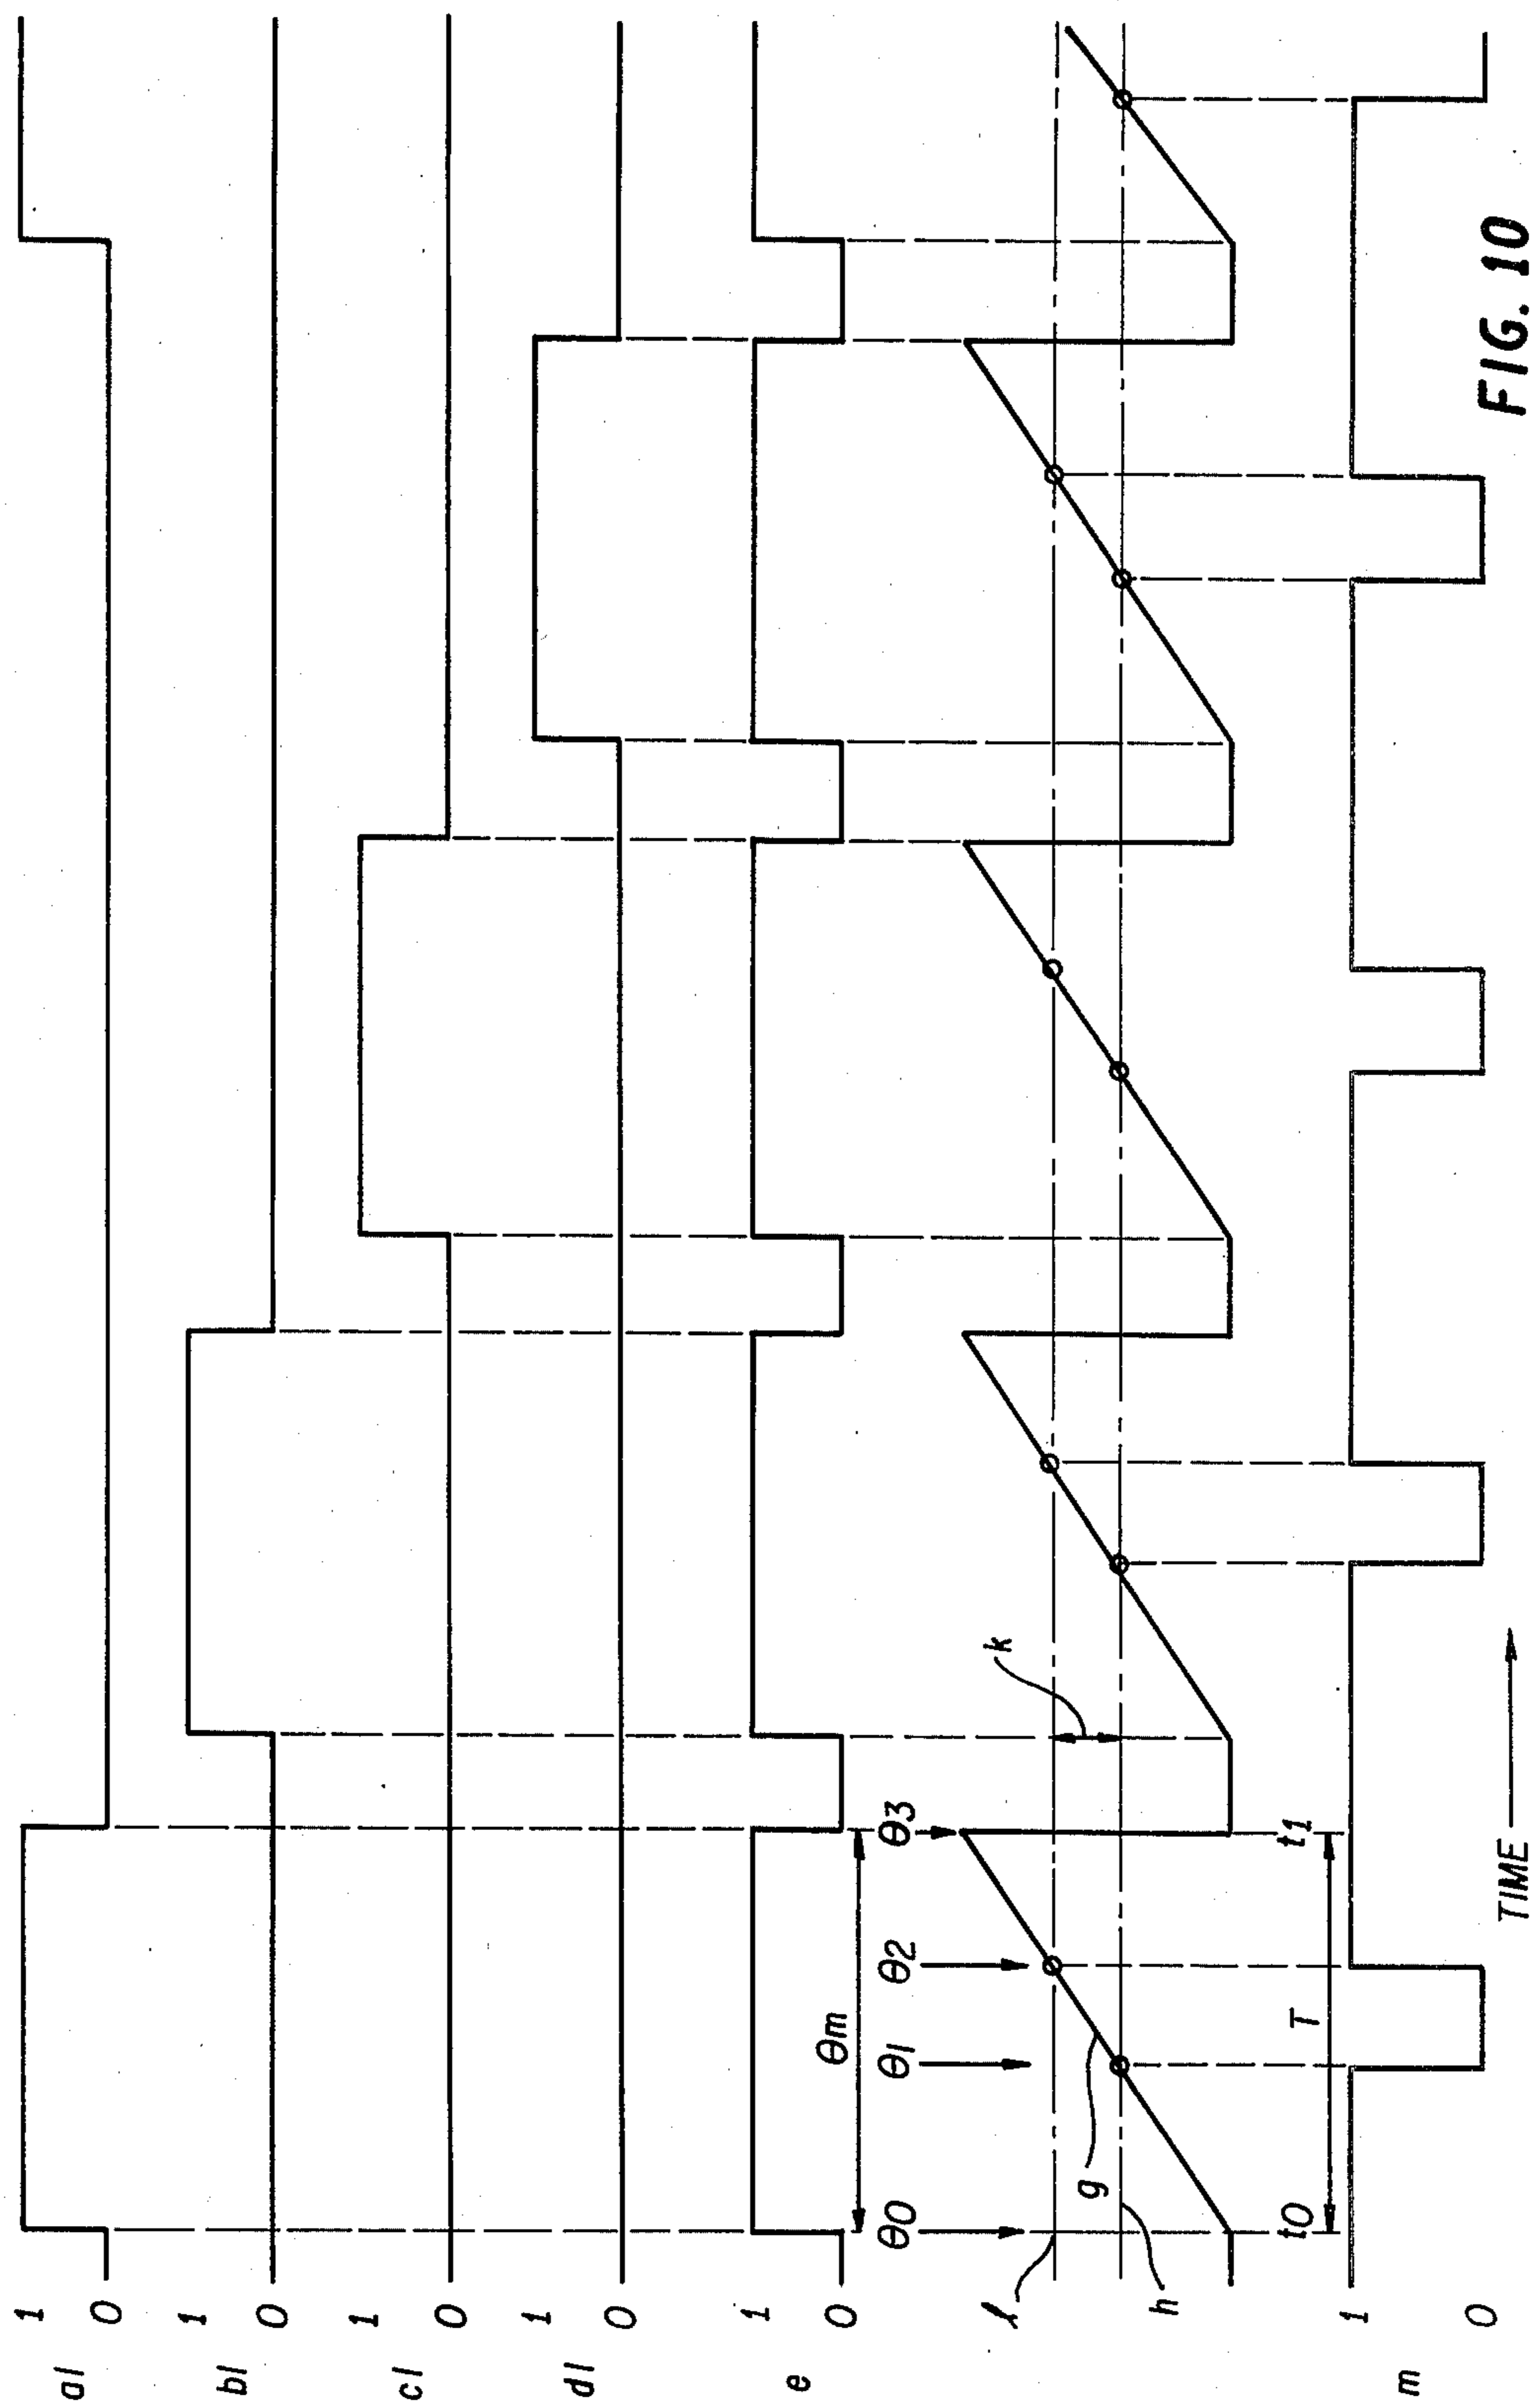 a1 1
0
b1 1
0
c1 1
0
d1 1
0
e 1
0
θm
θ0 θ1 θ2 θ3
l
k
g
h
t0 T t1
m 1
0
TIME
FIG. 10